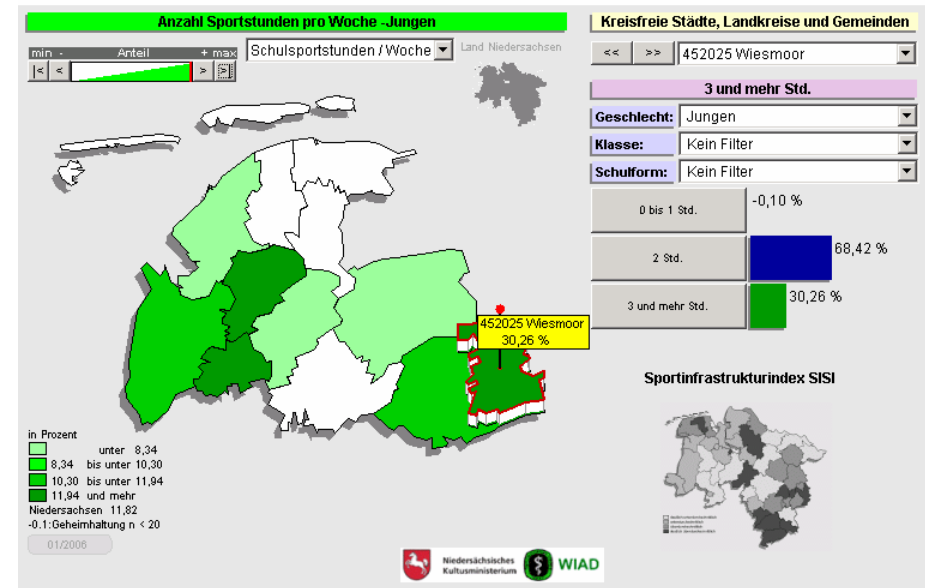 Anzahl Sportstunden pro Woche -Jungen
min - Anteil + max
|< < > >|
Schulsportstunden / Woche
Land Niedersachsen
452025 Wiesmoor
30,26 %
in Prozent
unter 8,34
8,34 bis unter 10,30
10,30 bis unter 11,94
11,94 und mehr
Niedersachsen 11,82
-0.1:Geheimhaltung n < 20
01/2006
Kreisfreie Städte, Landkreise und Gemeinden
<< >> 452025 Wiesmoor
3 und mehr Std.
Geschlecht: Jungen
Klasse: Kein Filter
Schulform: Kein Filter
0 bis 1 Std. -0,10 %
2 Std. 68,42 %
3 und mehr Std. 30,26 %
Sportinfrastrukturindex SISI
Niedersächsisches
Kultusministerium
WIAD